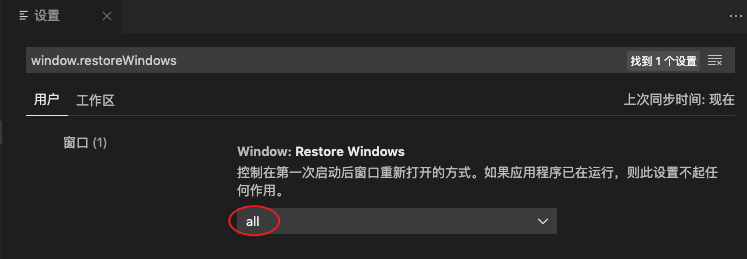 设置
window.restoreWindows
找到 1 个设置
用户
工作区
上次同步时间: 现在
窗口 (1)
Window: Restore Windows
控制在第一次启动后窗口重新打开的方式。如果应用程序已在运行，则此设置不起任
何作用。
all